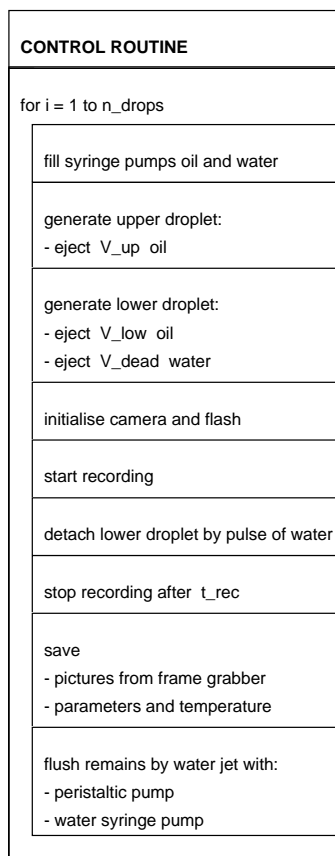 CONTROL ROUTINE
for i = 1 to n_drops
fill syringe pumps oil and water
generate upper droplet:
- eject V_up oil
generate lower droplet:
- eject V_low oil
- eject V_dead water
initialise camera and flash
start recording
detach lower droplet by pulse of water
stop recording after t_rec
save
- pictures from frame grabber
- parameters and temperature
flush remains by water jet with:
- peristaltic pump
- water syringe pump